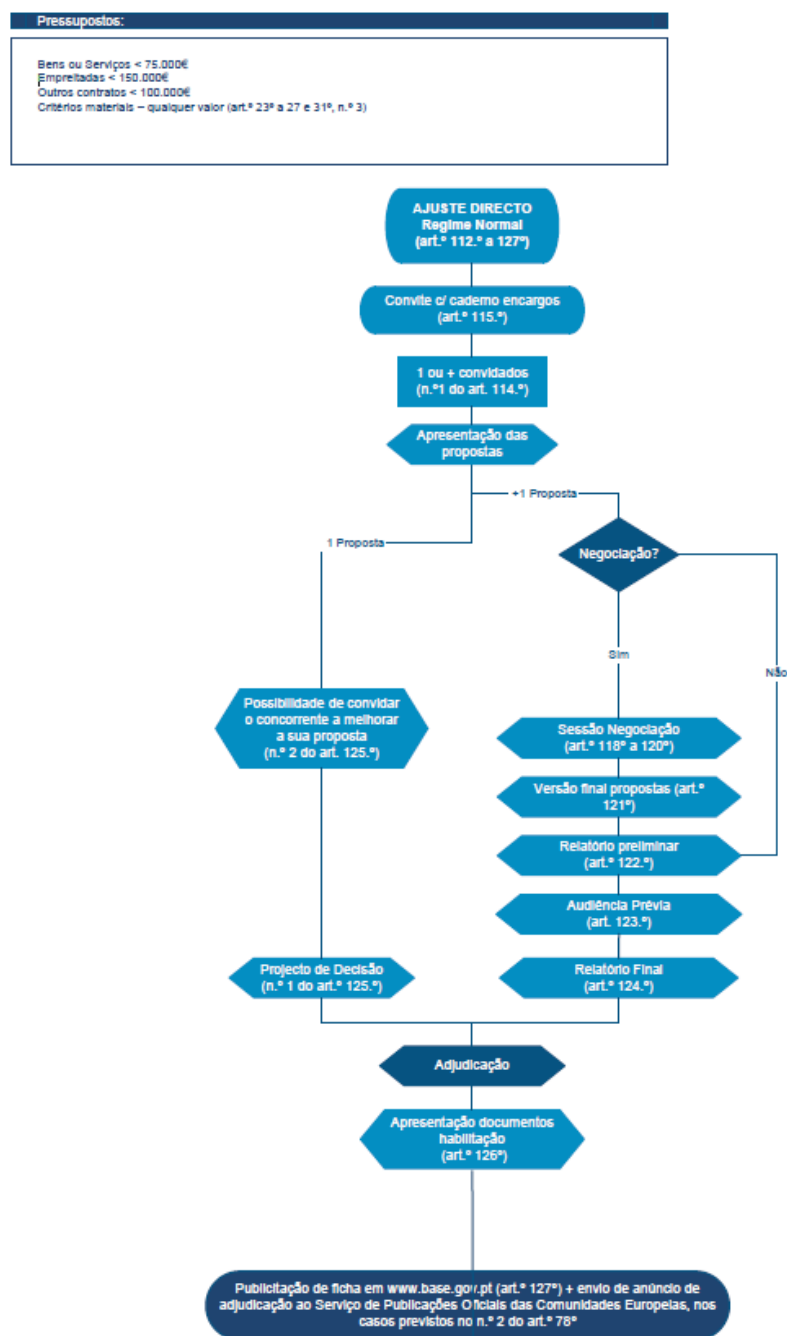 Pressupostos:
Bens ou Serviços < 75.000€
Empreitadas < 150.000€
Outros contratos < 100.000€
Critérios materiais – qualquer valor (art.º 23º a 27 e 31º, n.º 3)
AJUSTE DIRECTO
Regime Normal
(art.º 112.º a 127º)
Convite c/ caderno encargos
(art.º 115.º)
1 ou + convidados
(n.º1 do art. 114.º)
Apresentação das
propostas
+1 Proposta
1 Proposta
Negociação?
Sim
Não
Possibilidade de convidar
o concorrente a melhorar
a sua proposta
(n.º 2 do art. 125.º)
Sessão Negociação
(art.º 118º a 120º)
Versão final propostas (art.º
121º)
Relatório preliminar
(art.º 122.º)
Audiência Prévia
(art. 123.º)
Projecto de Decisão
(n.º 1 do art.º 125.º)
Relatório Final
(art.º 124.º)
Adjudicação
Apresentação documentos
habilitação
(art.º 126º)
Publicitação de ficha em www.base.gov.pt (art.º 127º) + envio de anúncio de
adjudicação ao Serviço de Publicações Oficiais das Comunidades Europeias, nos
casos previstos no n.º 2 do art.º 78º